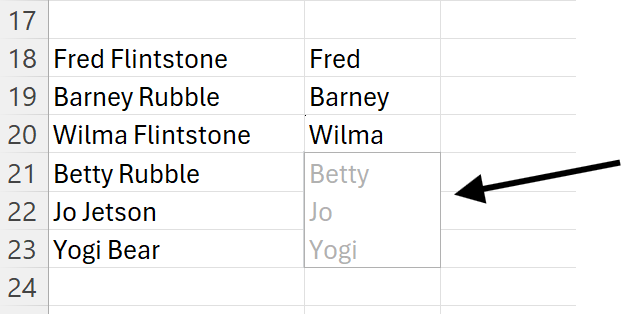 17
18 Fred Flintstone Fred
19 Barney Rubble Barney
20 Wilma Flintstone Wilma
21 Betty Rubble Betty
22 Jo Jetson Jo
23 Yogi Bear Yogi
24